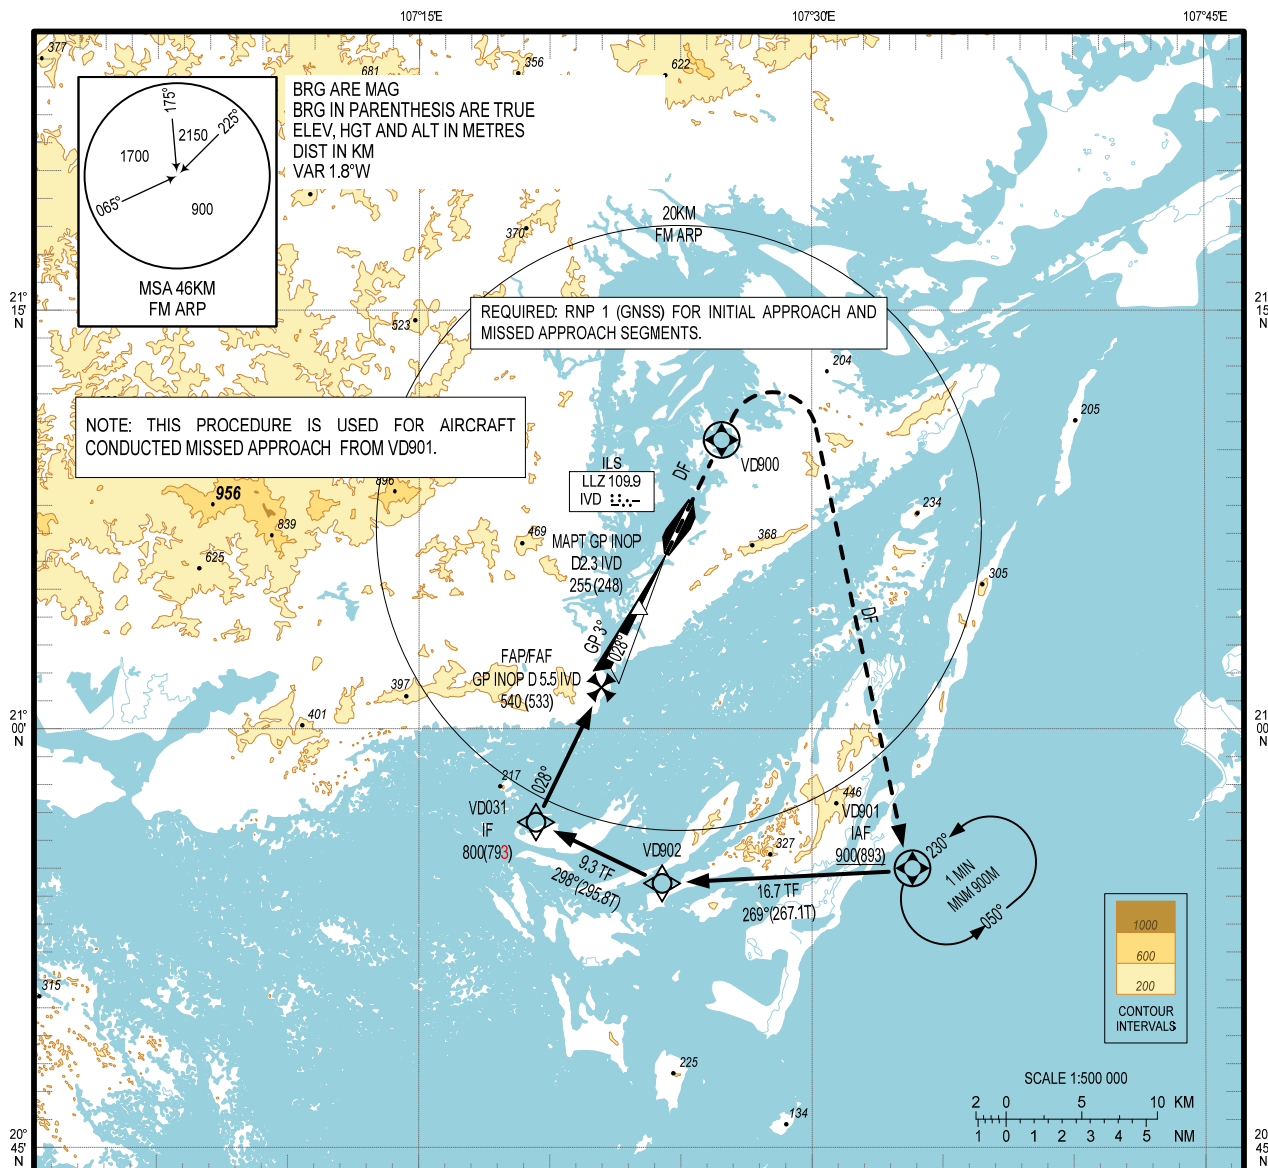 107°15'E
107°30'E
107°45'E
377
681
356
622
175°
225°
2150
1700
065°
900
MSA 46KM
FM ARP
BRG ARE MAG
BRG IN PARENTHESIS ARE TRUE
ELEV, HGT AND ALT IN METRES
DIST IN KM
VAR 1.8°W
370
20KM
FM ARP
21°
15'
N
21°
15'
N
523
REQUIRED: RNP 1 (GNSS) FOR INITIAL APPROACH AND
MISSED APPROACH SEGMENTS.
204
205
NOTE: THIS PROCEDURE IS USED FOR AIRCRAFT
CONDUCTED MISSED APPROACH FROM VD901.
VD900
DF
ILS
LLZ 109.9
IVD
896
956
839
625
469
234
368
305
MAPT GP INOP
D2.3 IVD
255 (248)
GP 3°
028°
DF
FAP/FAF
GP INOP D 5.5 IVD
540 (533)
397
401
21°
00'
N
21°
00'
N
028°
217
VD031
IF
800(793)
446
VD901
IAF
900(893)
327
VD902
9.3 TF
298°(295.8T)
16.7 TF
269°(267.1T)
230°
1 MIN
MNM 900M
050°
315
1000
600
200
CONTOUR
INTERVALS
225
134
SCALE 1:500 000
2 0 5 10 KM
1 0 1 2 3 4 5 NM
20°
45'
N
20°
45'
N